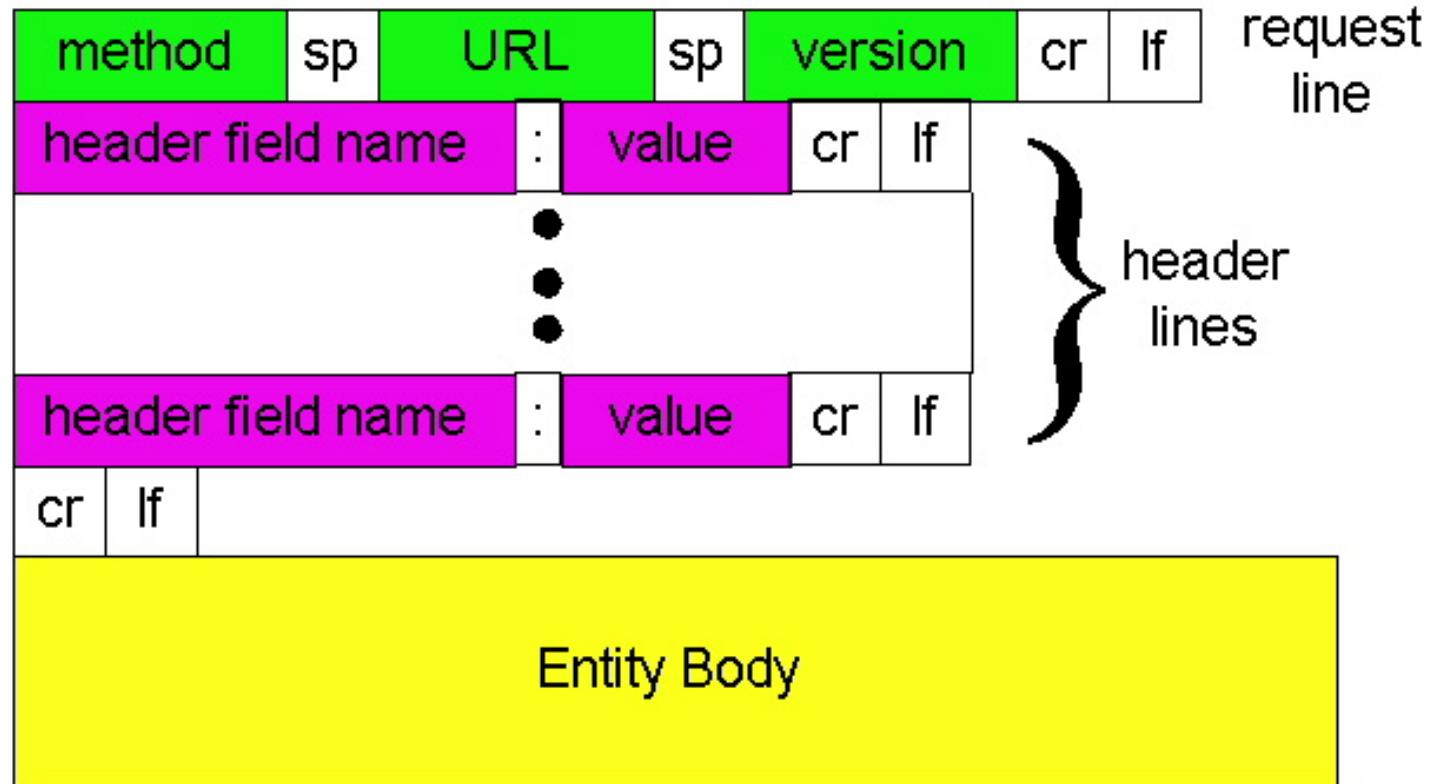 method sp URL sp version cr lf request line
header field name : value cr lf
header lines
header field name : value cr lf
cr lf
Entity Body